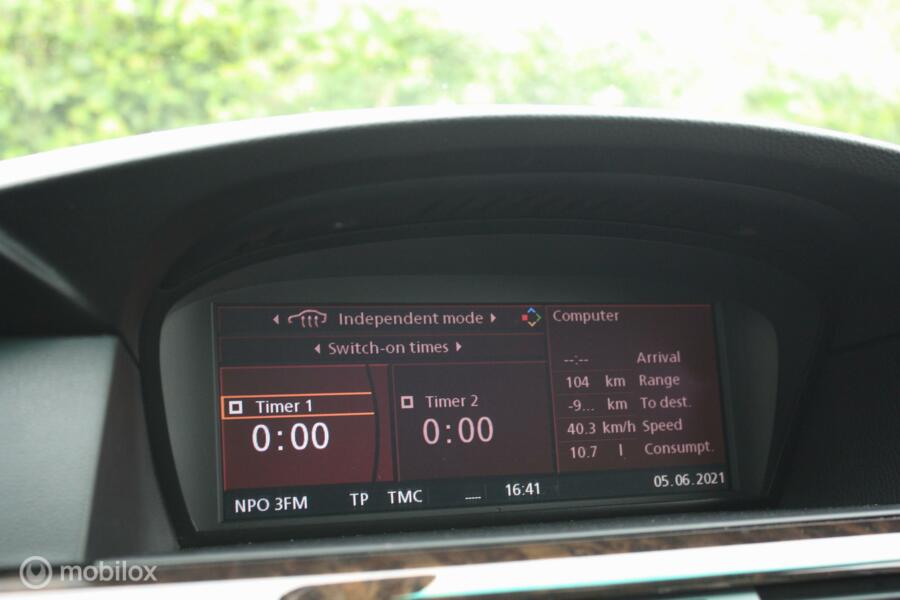 Independent mode
Switch-on times
Timer 1
0:00
Timer 2
0:00
Computer
--:-- Arrival
104 km Range
-9... km To dest.
40.3 km/h Speed
10.7 l Consumpt.
NPO 3FM TP TMC ---- 16:41 05.06.2021
mobilox